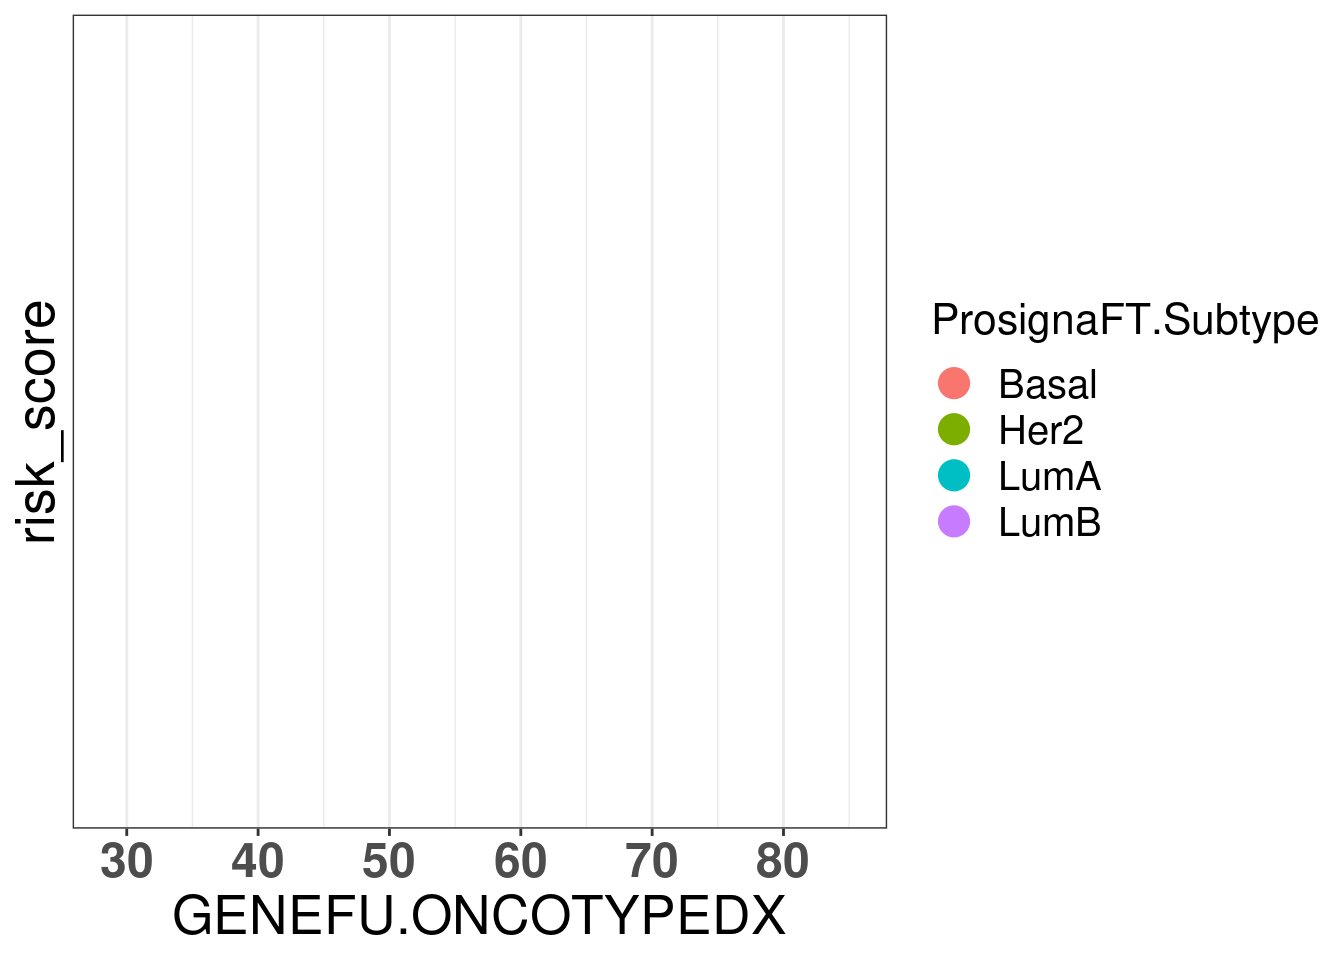 risk_score
30 40 50 60 70 80
GENEFU.ONCOTYPEDX
ProsignaFT.Subtype
Basal
Her2
LumA
LumB